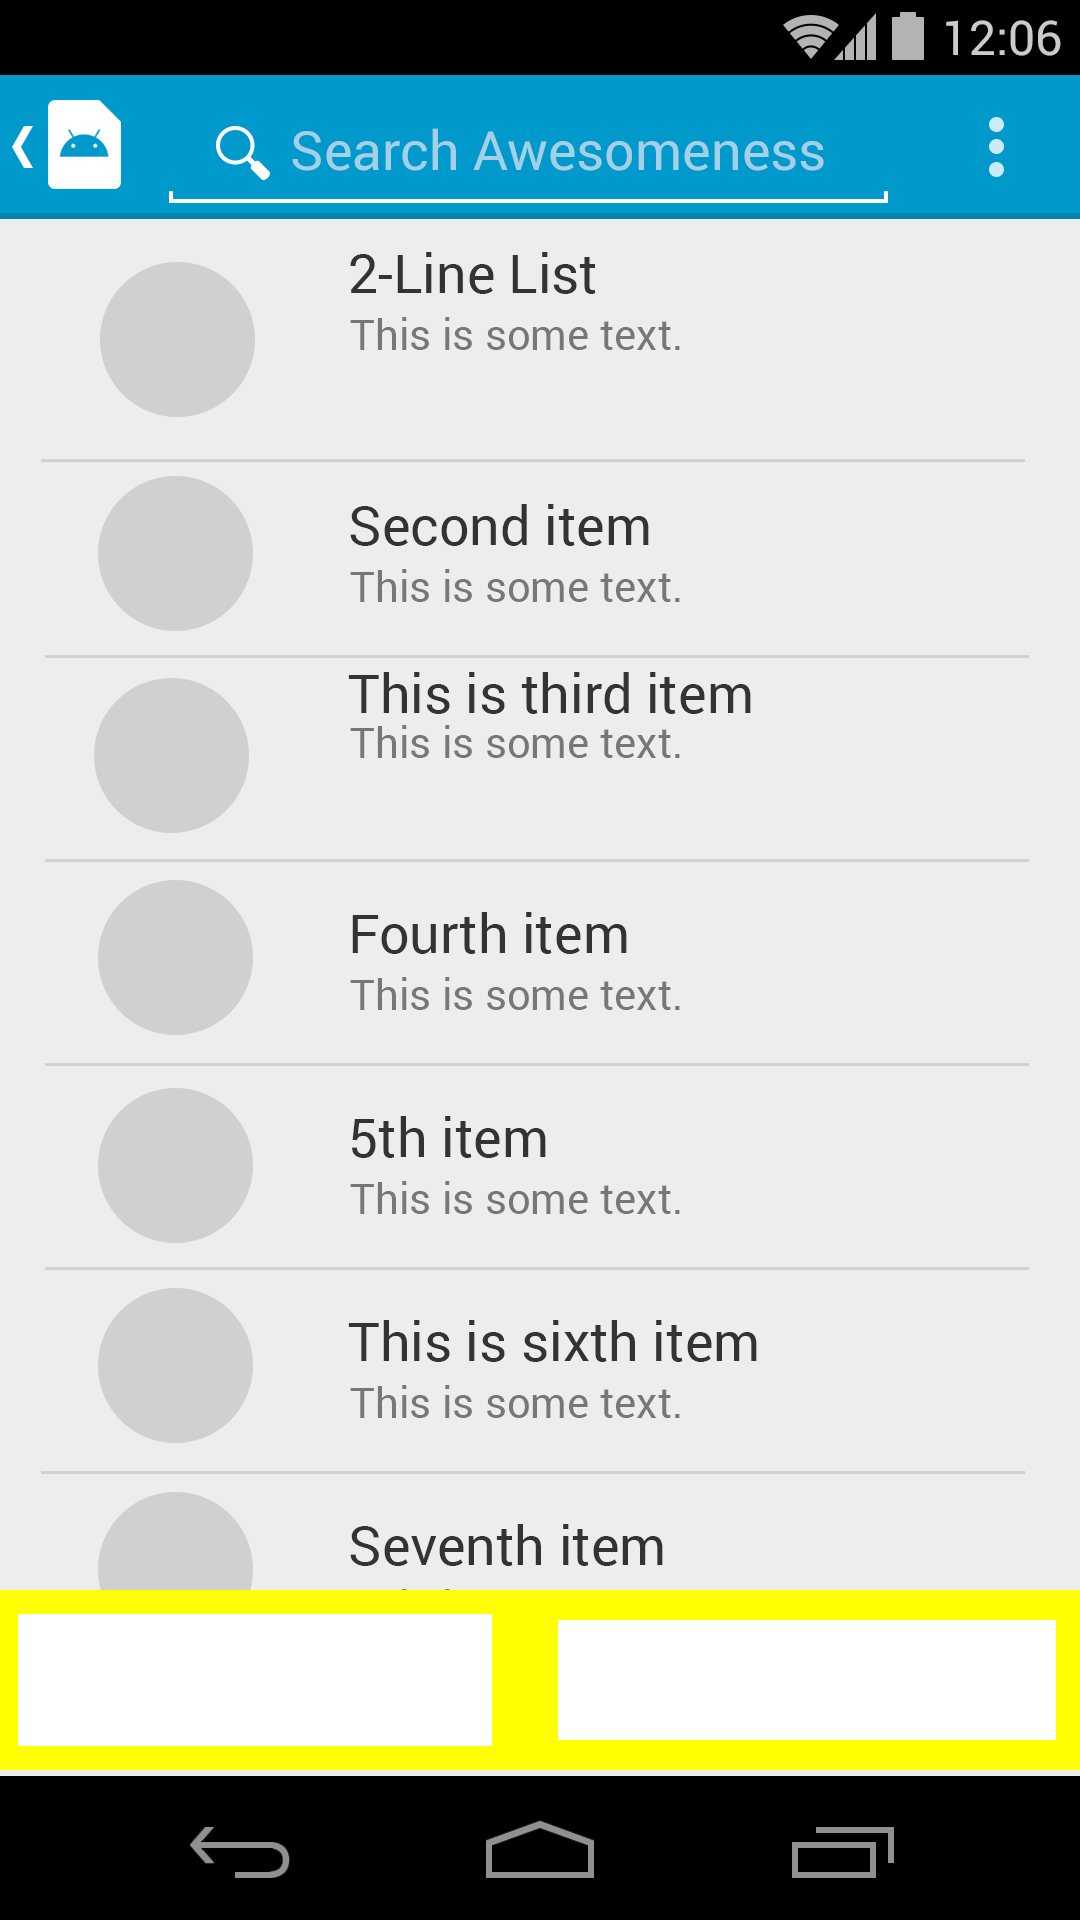 12:06
Search Awesomeness
2-Line List
This is some text.
Second item
This is some text.
This is third item
This is some text.
Fourth item
This is some text.
5th item
This is some text.
This is sixth item
This is some text.
Seventh item